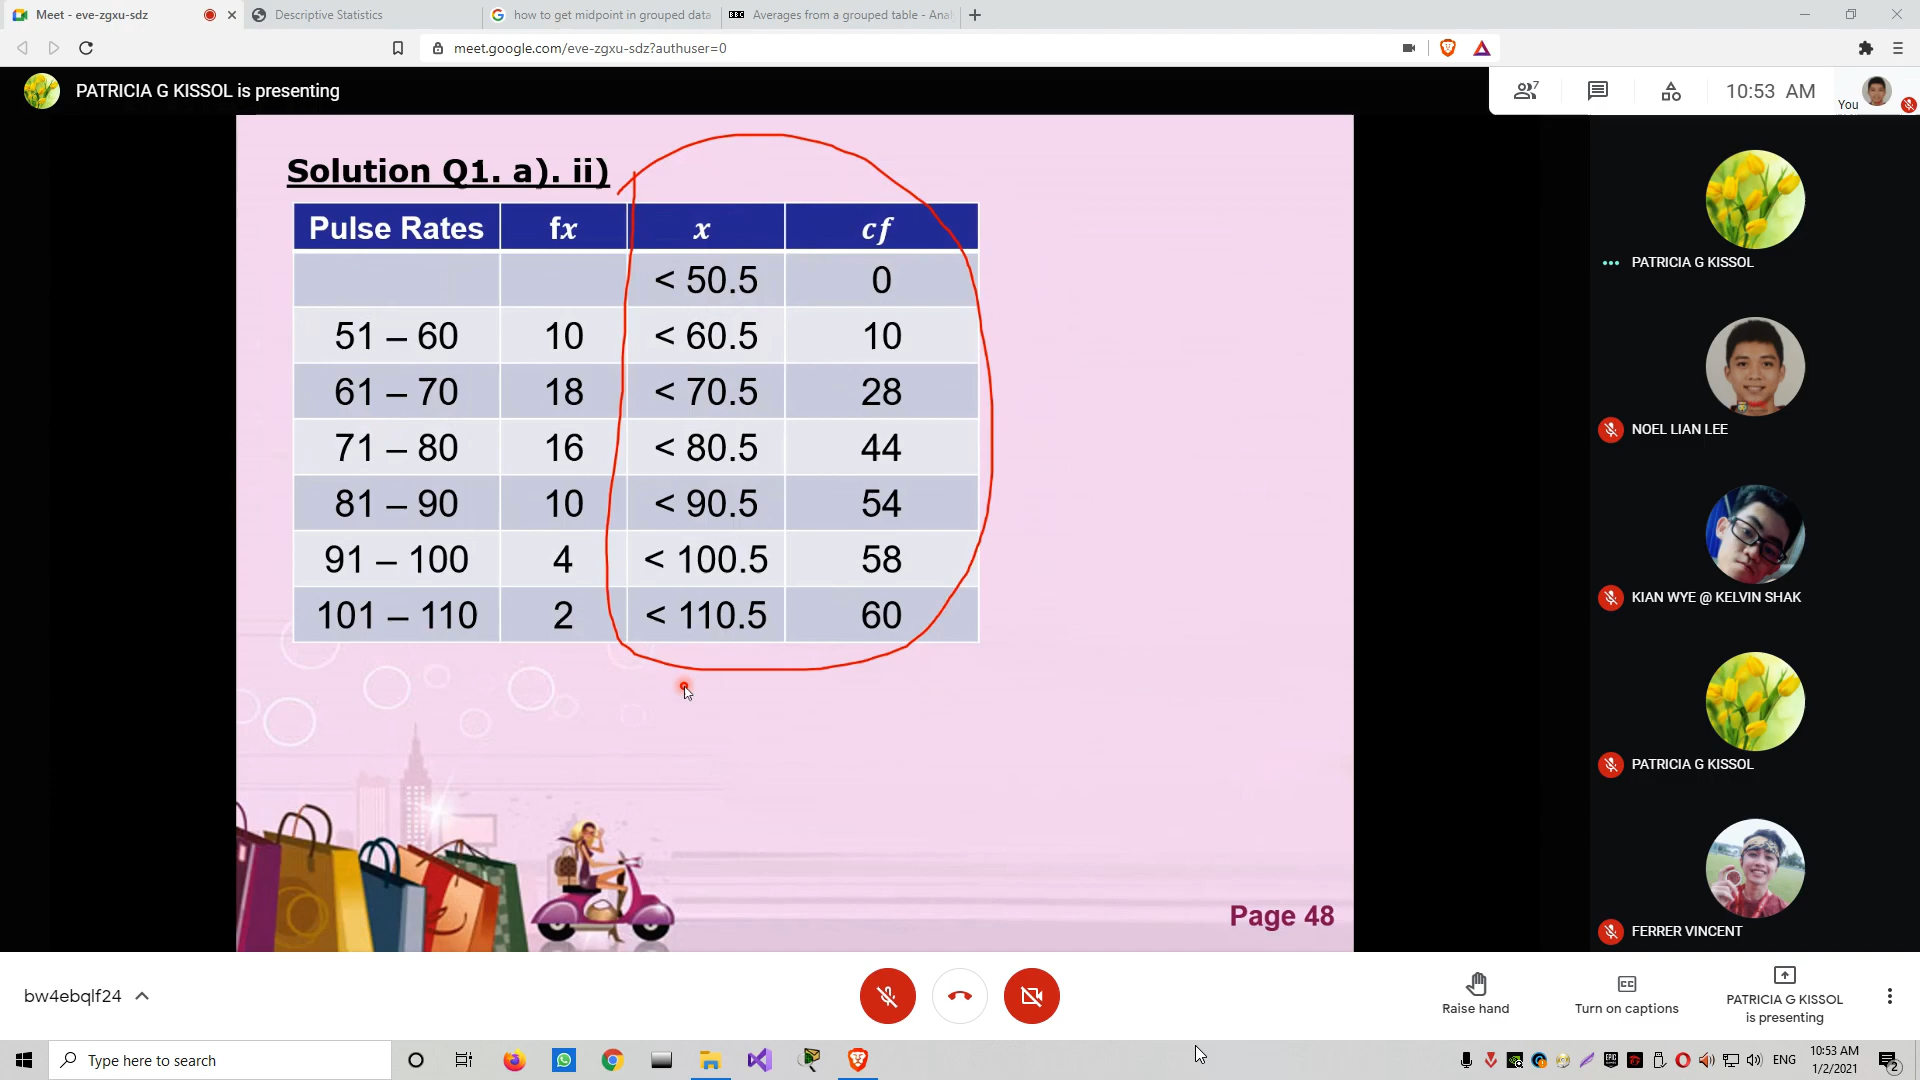 Meet - eve-zgxu-sdz
Descriptive Statistics
how to get midpoint in grouped data
BBC Averages from a grouped table - Ana
meet.google.com/eve-zgxu-sdz?authuser=0
PATRICIA G KISSOL is presenting
7
10:53 AM
You
Solution Q1. a). ii)
Pulse Rates fx x cf
< 50.5 0
51 – 60 10 < 60.5 10
61 – 70 18 < 70.5 28
71 – 80 16 < 80.5 44
81 – 90 10 < 90.5 54
91 – 100 4 < 100.5 58
101 – 110 2 < 110.5 60
Page 48
PATRICIA G KISSOL
NOEL LIAN LEE
KIAN WYE @ KELVIN SHAK
PATRICIA G KISSOL
FERRER VINCENT
bw4ebqlf24
Raise hand
CC
Turn on captions
PATRICIA G KISSOL
is presenting
Type here to search
EPIC
ENG
10:53 AM
1/2/2021
2